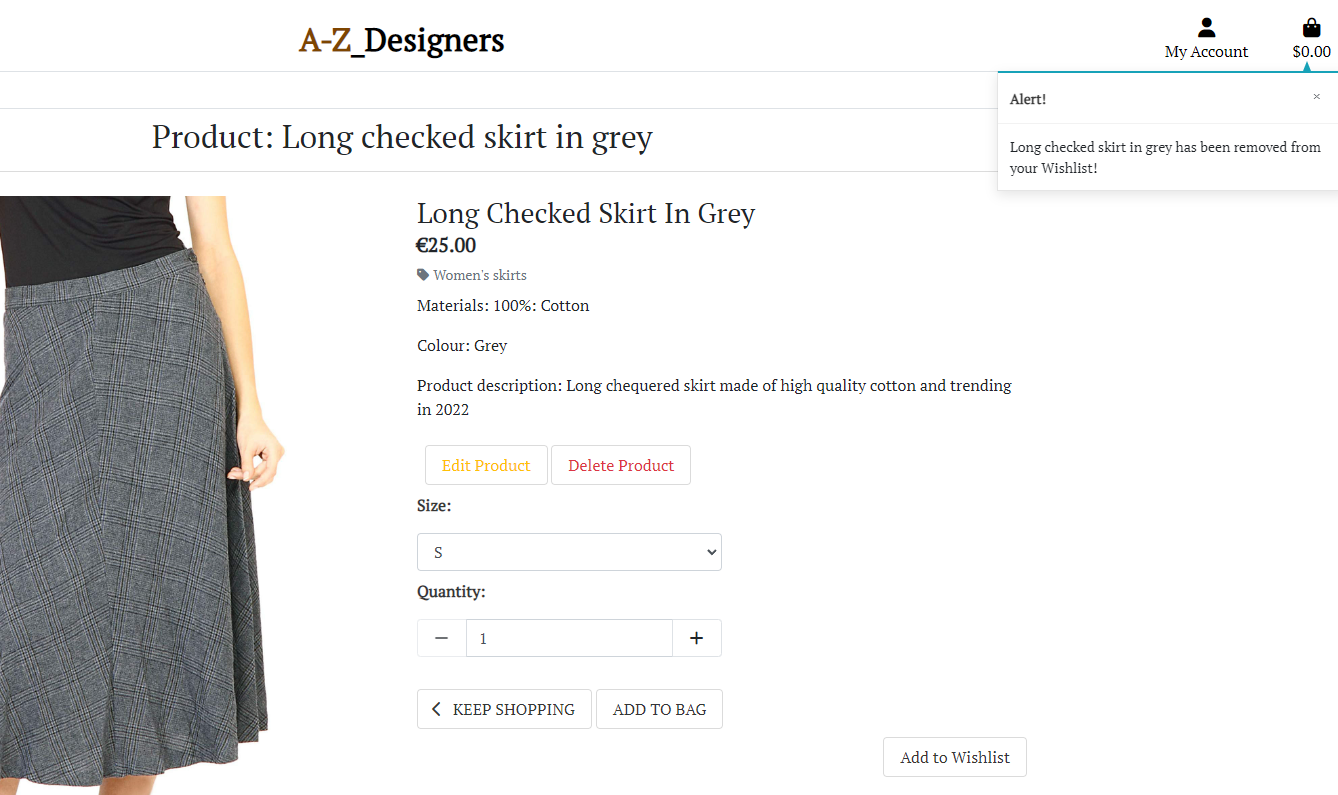 A-Z_Designers
My Account
$0.00
Alert!
×
Long checked skirt in grey has been removed from
your Wishlist!
Product: Long checked skirt in grey
Long Checked Skirt In Grey
€25.00
Women's skirts
Materials: 100%: Cotton
Colour: Grey
Product description: Long chequered skirt made of high quality cotton and trending
in 2022
Edit Product
Delete Product
Size:
S
Quantity:
1
KEEP SHOPPING
ADD TO BAG
Add to Wishlist